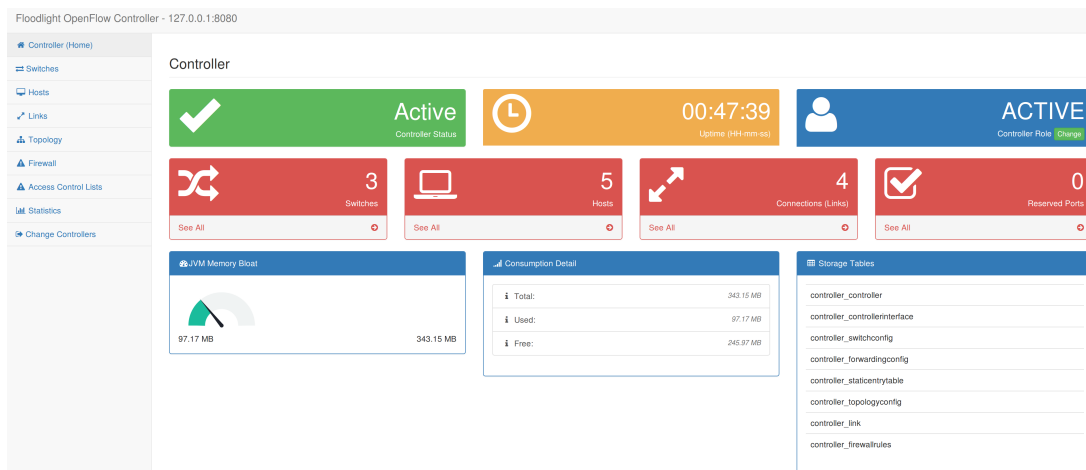 Floodlight OpenFlow Controller - 127.0.0.1:8080
Controller (Home)
Switches
Hosts
Links
Topology
Firewall
Access Control Lists
Statistics
Change Controllers
Controller
Active
Controller Status
00:47:39
Uptime (HH-mm-ss)
ACTIVE
Controller Role Change
3
Switches
See All
5
Hosts
See All
4
Connections (Links)
See All
0
Reserved Ports
See All
JVM Memory Bloat
97.17 MB 343.15 MB
Consumption Detail
Total: 343.15 MB
Used: 97.17 MB
Free: 245.97 MB
Storage Tables
controller_controller
controller_controllerinterface
controller_switchconfig
controller_forwardingconfig
controller_staticentrytable
controller_topologyconfig
controller_link
controller_firewallrules